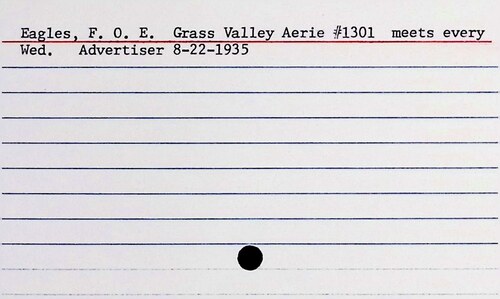 Eagles, F. O. E. Grass Valley Aerie #1301 meets every
Wed. Advertiser 8-22-1935